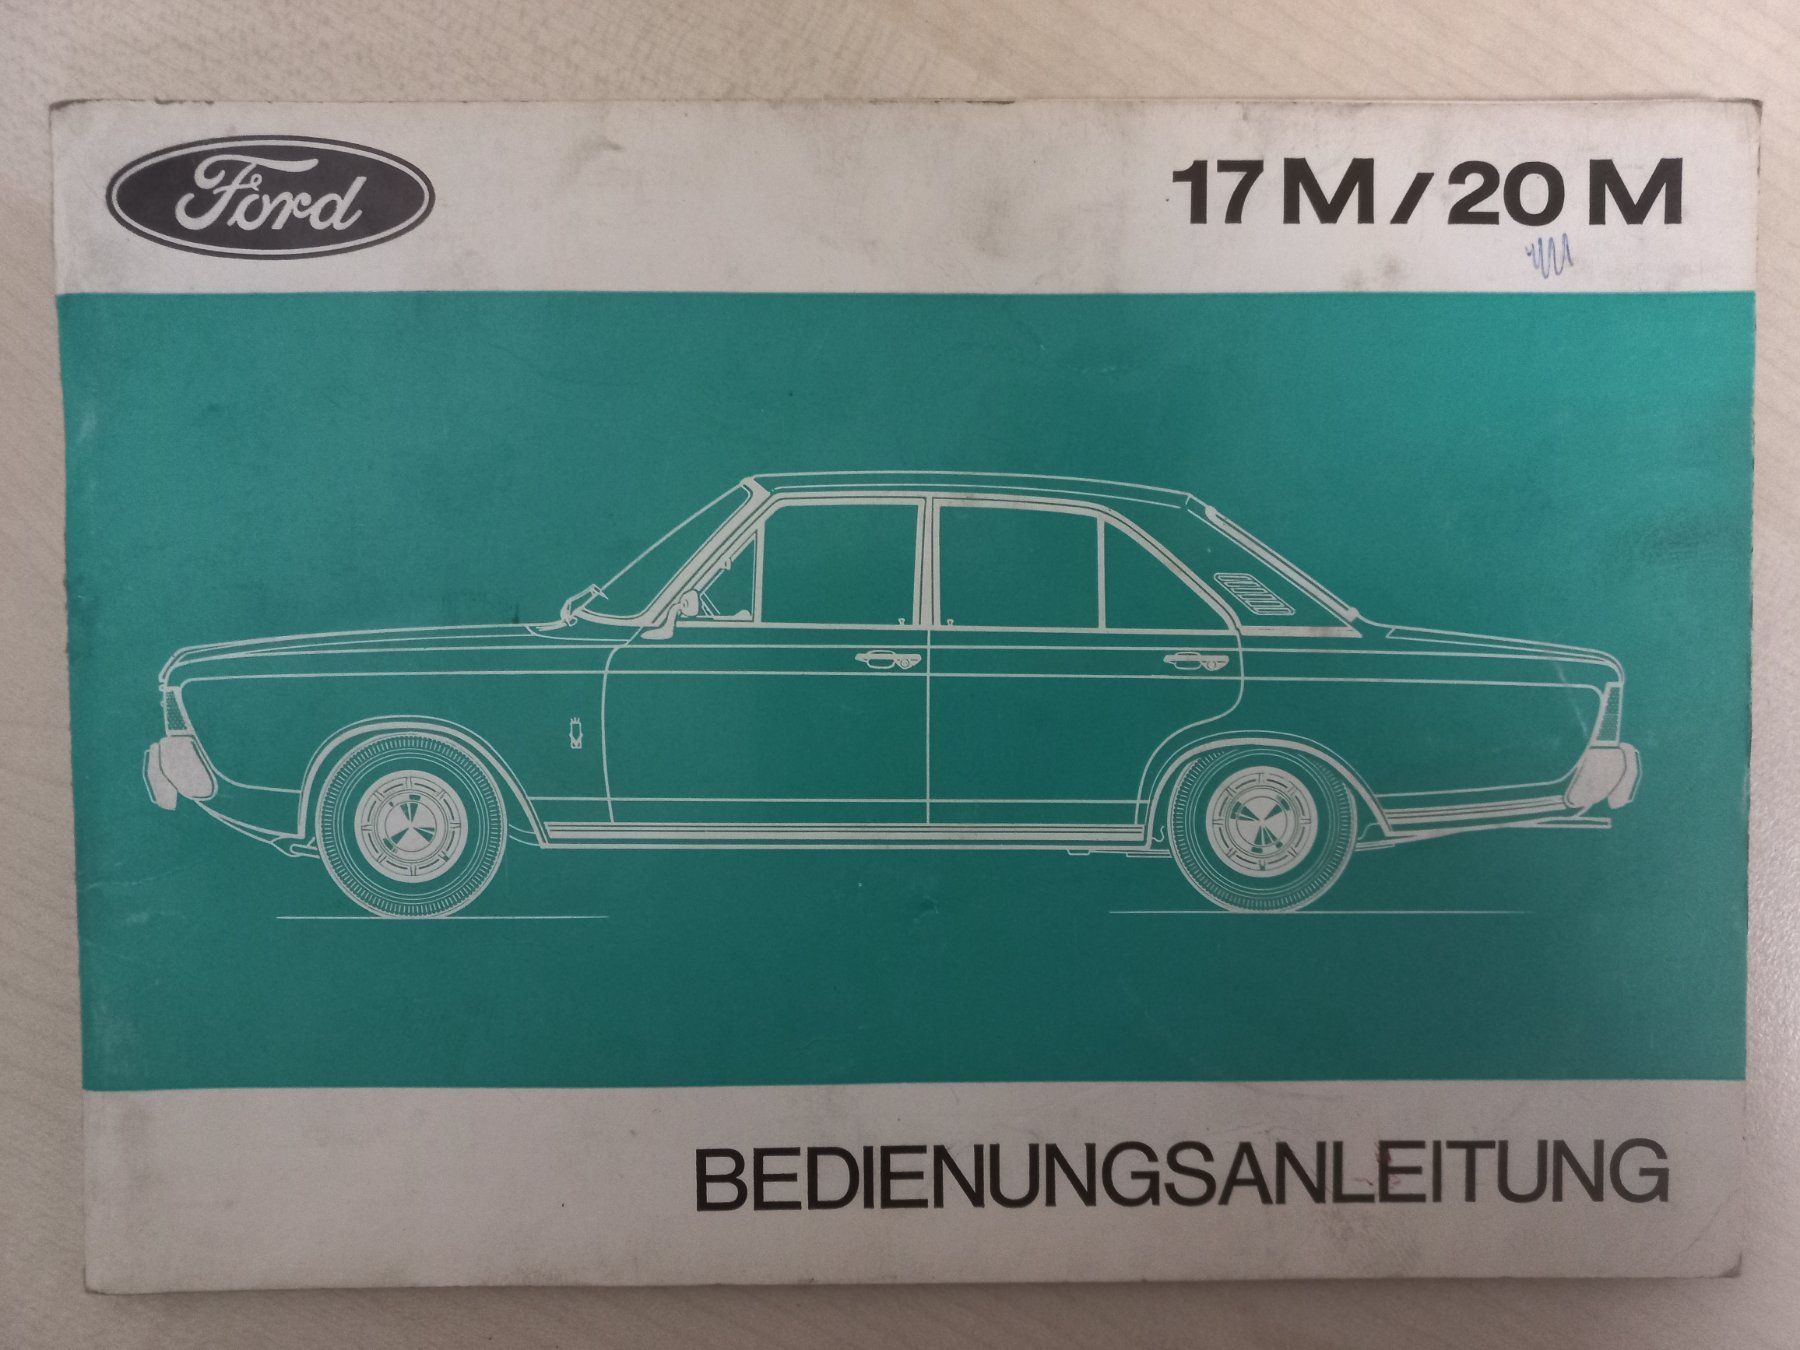 Ford
17 M / 20 M
BEDIENUNGSANLEITUNG